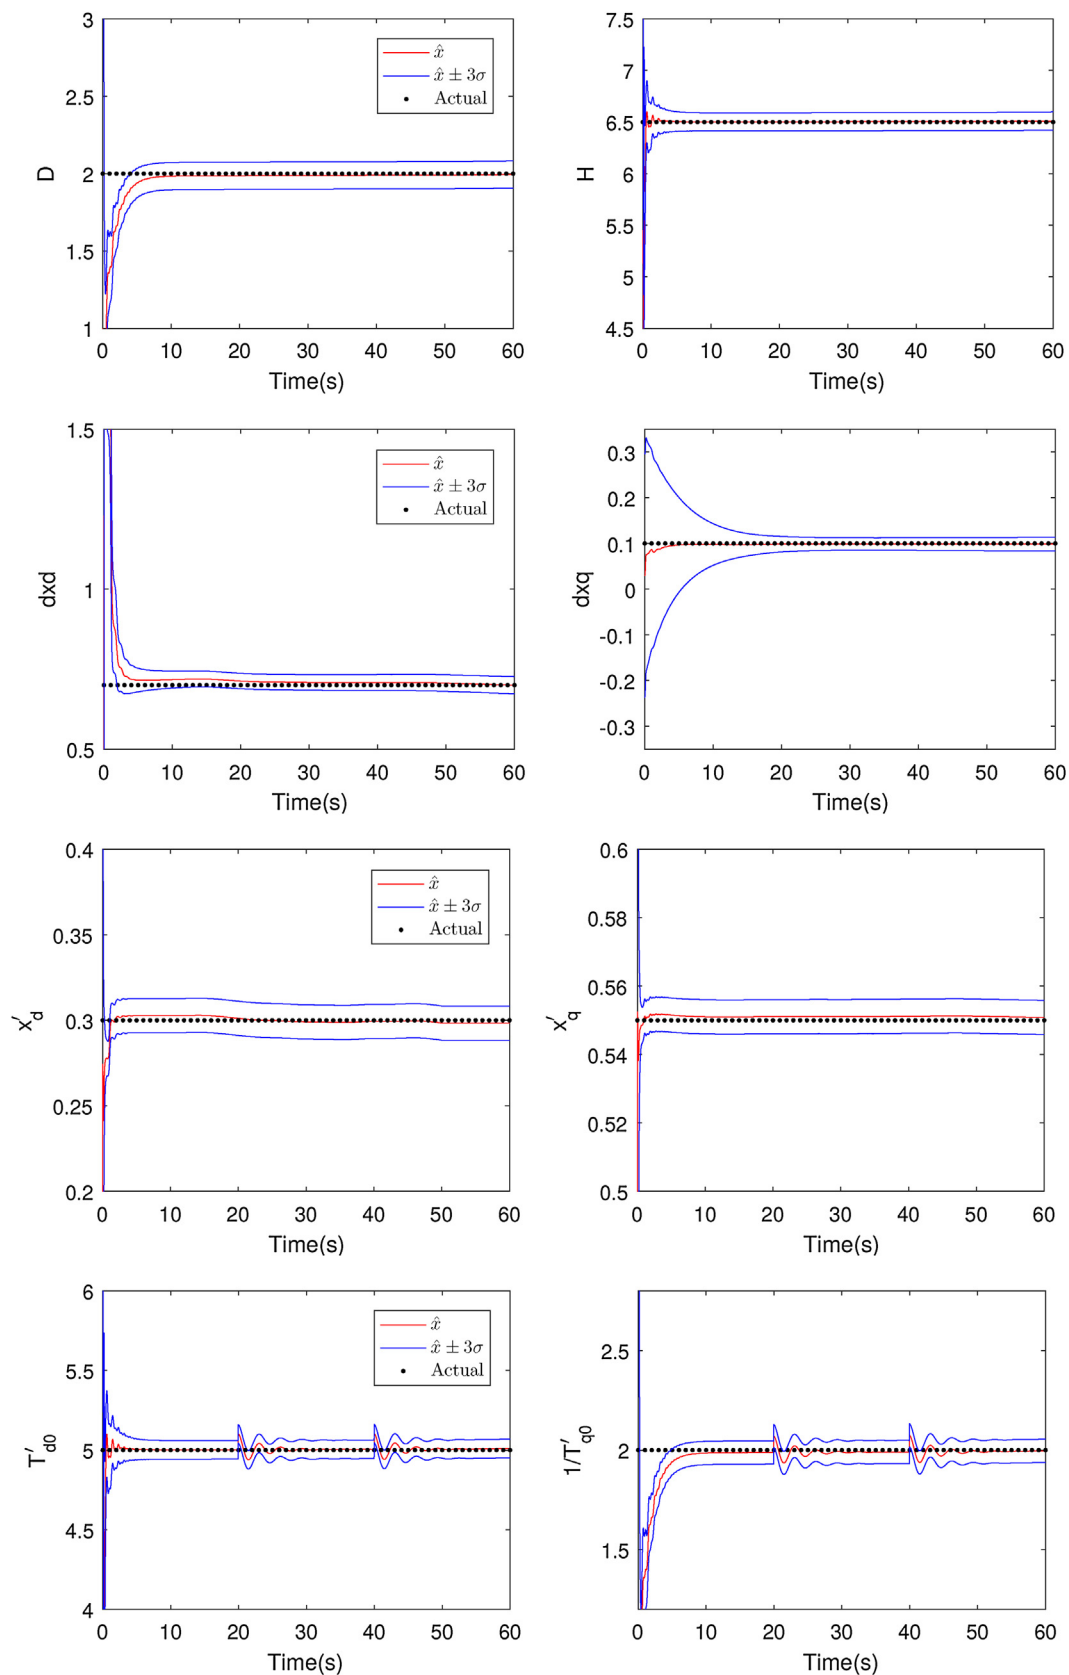 3
2.5
2
1.5
1
D
0 10 20 30 40 50 60
Time(s)
x̂
x̂ ± 3σ
Actual
7.5
7
6.5
6
5.5
5
4.5
H
0 10 20 30 40 50 60
Time(s)
1.5
1
0.5
dxd
0 10 20 30 40 50 60
Time(s)
x̂
x̂ ± 3σ
Actual
0.3
0.2
0.1
0
-0.1
-0.2
-0.3
dxq
0 10 20 30 40 50 60
Time(s)
0.4
0.35
0.3
0.25
0.2
x′d
0 10 20 30 40 50 60
Time(s)
x̂
x̂ ± 3σ
Actual
0.6
0.58
0.56
0.54
0.52
0.5
x′q
0 10 20 30 40 50 60
Time(s)
6
5.5
5
4.5
4
T′d0
0 10 20 30 40 50 60
Time(s)
x̂
x̂ ± 3σ
Actual
2.5
2
1.5
1/T′q0
0 10 20 30 40 50 60
Time(s)